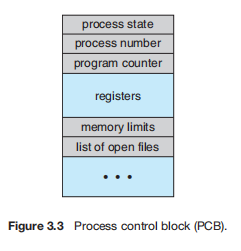 process state
process number
program counter
registers
memory limits
list of open files
• • •
Figure 3.3 Process control block (PCB).